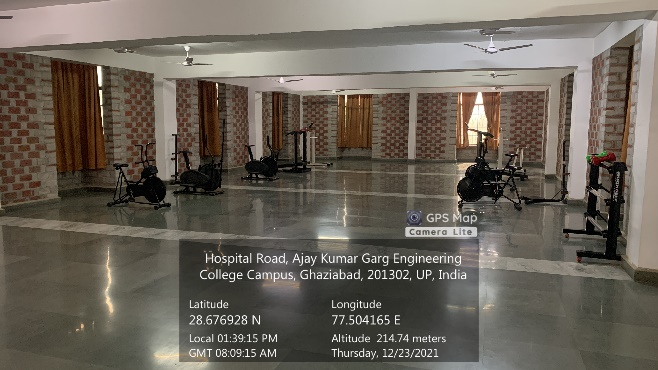 GPS Map
Camera Lite
Hospital Road, Ajay Kumar Garg Engineering
College Campus, Ghaziabad, 201302, UP, India
Latitude
28.676928 N
Local 01:39:15 PM
GMT 08:09:15 AM
Longitude
77.504165 E
Altitude 214.74 meters
Thursday, 12/23/2021